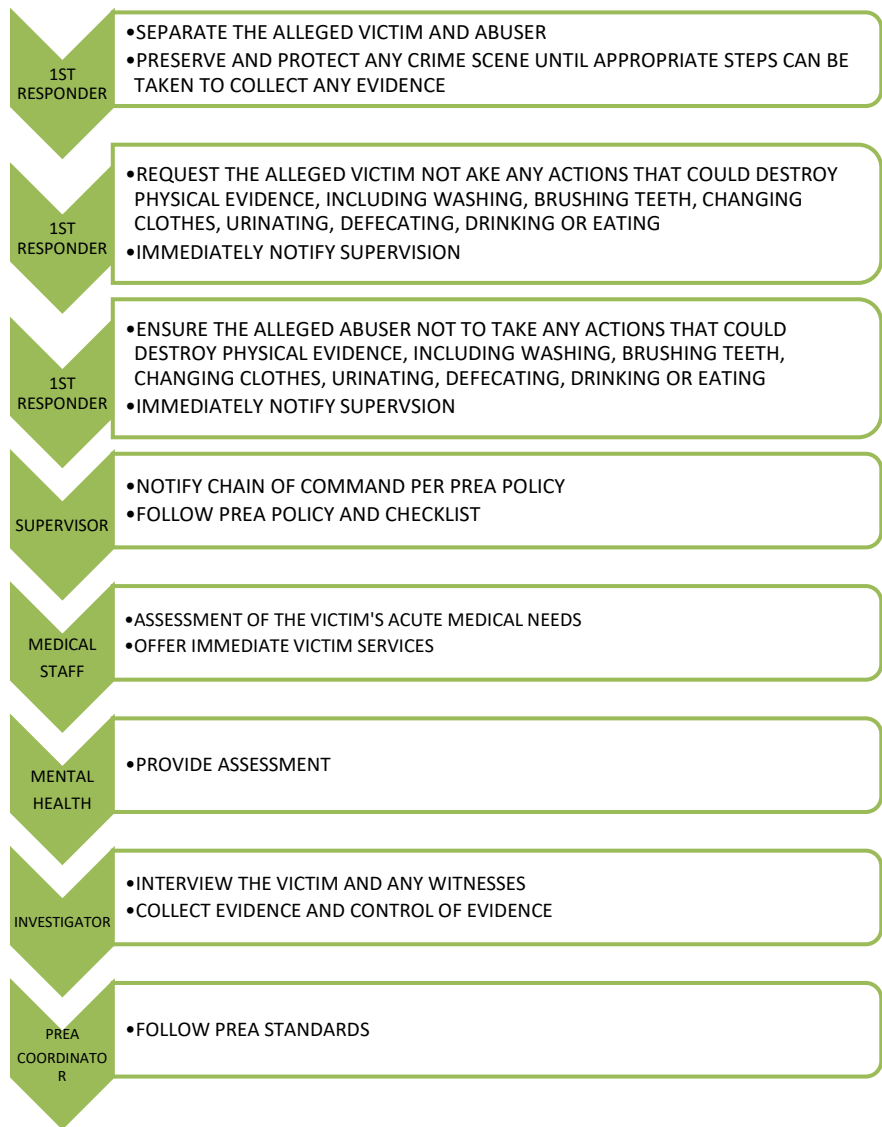 1ST
RESPONDER
•SEPARATE THE ALLEGED VICTIM AND ABUSER
•PRESERVE AND PROTECT ANY CRIME SCENE UNTIL APPROPRIATE STEPS CAN BE
TAKEN TO COLLECT ANY EVIDENCE
1ST
RESPONDER
•REQUEST THE ALLEGED VICTIM NOT AKE ANY ACTIONS THAT COULD DESTROY
PHYSICAL EVIDENCE, INCLUDING WASHING, BRUSHING TEETH, CHANGING
CLOTHES, URINATING, DEFECATING, DRINKING OR EATING
•IMMEDIATELY NOTIFY SUPERVISION
1ST
RESPONDER
•ENSURE THE ALLEGED ABUSER NOT TO TAKE ANY ACTIONS THAT COULD
DESTROY PHYSICAL EVIDENCE, INCLUDING WASHING, BRUSHING TEETH,
CHANGING CLOTHES, URINATING, DEFECATING, DRINKING OR EATING
•IMMEDIATELY NOTIFY SUPERVSION
SUPERVISOR
•NOTIFY CHAIN OF COMMAND PER PREA POLICY
•FOLLOW PREA POLICY AND CHECKLIST
MEDICAL
STAFF
•ASSESSMENT OF THE VICTIM'S ACUTE MEDICAL NEEDS
•OFFER IMMEDIATE VICTIM SERVICES
MENTAL
HEALTH
•PROVIDE ASSESSMENT
INVESTIGATOR
•INTERVIEW THE VICTIM AND ANY WITNESSES
•COLLECT EVIDENCE AND CONTROL OF EVIDENCE
PREA
COORDINATO
R
•FOLLOW PREA STANDARDS